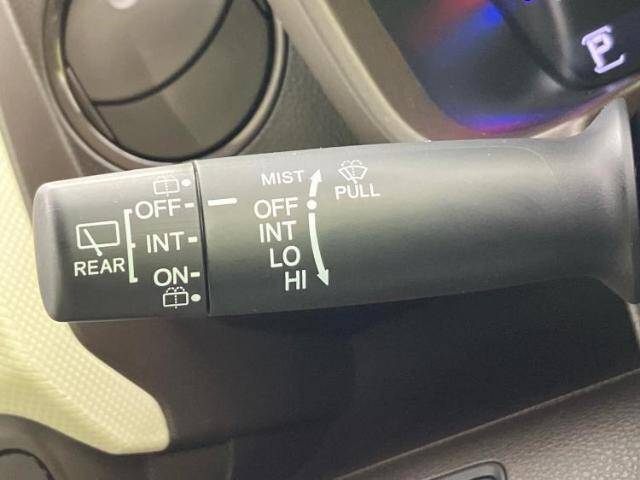 P
MIST
PULL
OFF
INT
LO
HI
OFF
INT
ON
REAR